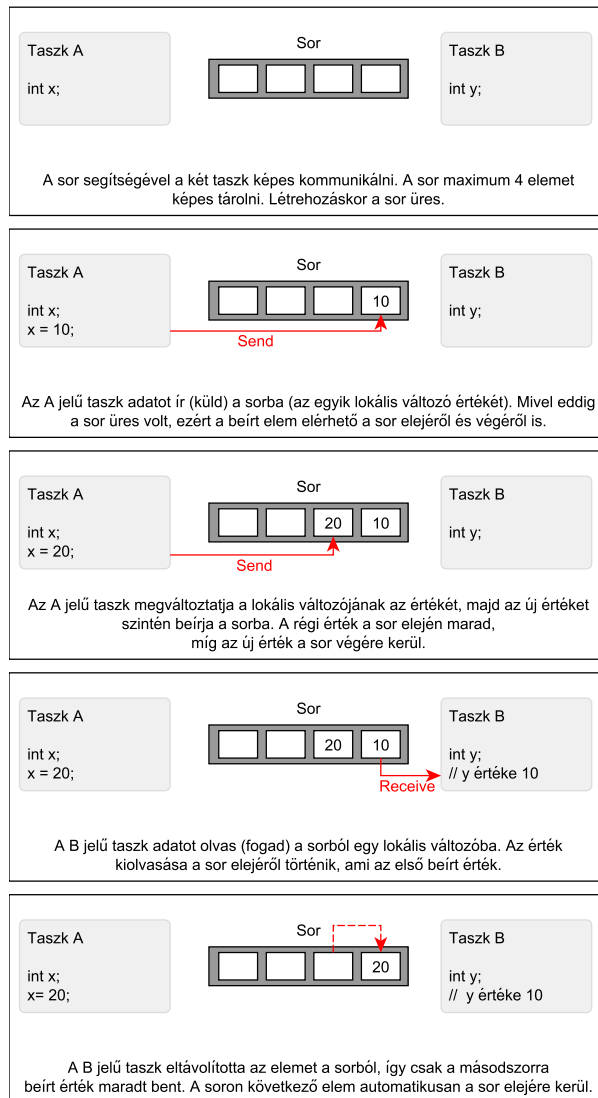 Taszk A
Sor
Taszk B
int x;
int y;
A sor segítségével a két taszk képes kommunikálni. A sor maximum 4 elemet
képes tárolni. Létrehozáskor a sor üres.
Taszk A
Sor
Taszk B
int x;
x = 10;
10
int y;
Send
Az A jelű taszk adatot ír (küld) a sorba (az egyik lokális változó értékét). Mivel eddig
a sor üres volt, ezért a beírt elem elérhető a sor elejéről és végéről is.
Taszk A
Sor
Taszk B
int x;
x = 20;
20 10
int y;
Send
Az A jelű taszk megváltoztatja a lokális változójának az értékét, majd az új értéket
szintén beírja a sorba. A régi érték a sor elején marad,
míg az új érték a sor végére kerül.
Taszk A
Sor
Taszk B
int x;
x = 20;
20 10
int y;
// y értéke 10
Receive
A B jelű taszk adatot olvas (fogad) a sorból egy lokális változóba. Az érték
kiolvasása a sor elejéről történik, ami az első beírt érték.
Taszk A
Sor
Taszk B
int x;
x= 20;
20
int y;
// y értéke 10
A B jelű taszk eltávolította az elemet a sorból, így csak a másodszorra
beírt érték maradt bent. A soron következő elem automatikusan a sor elejére kerül.